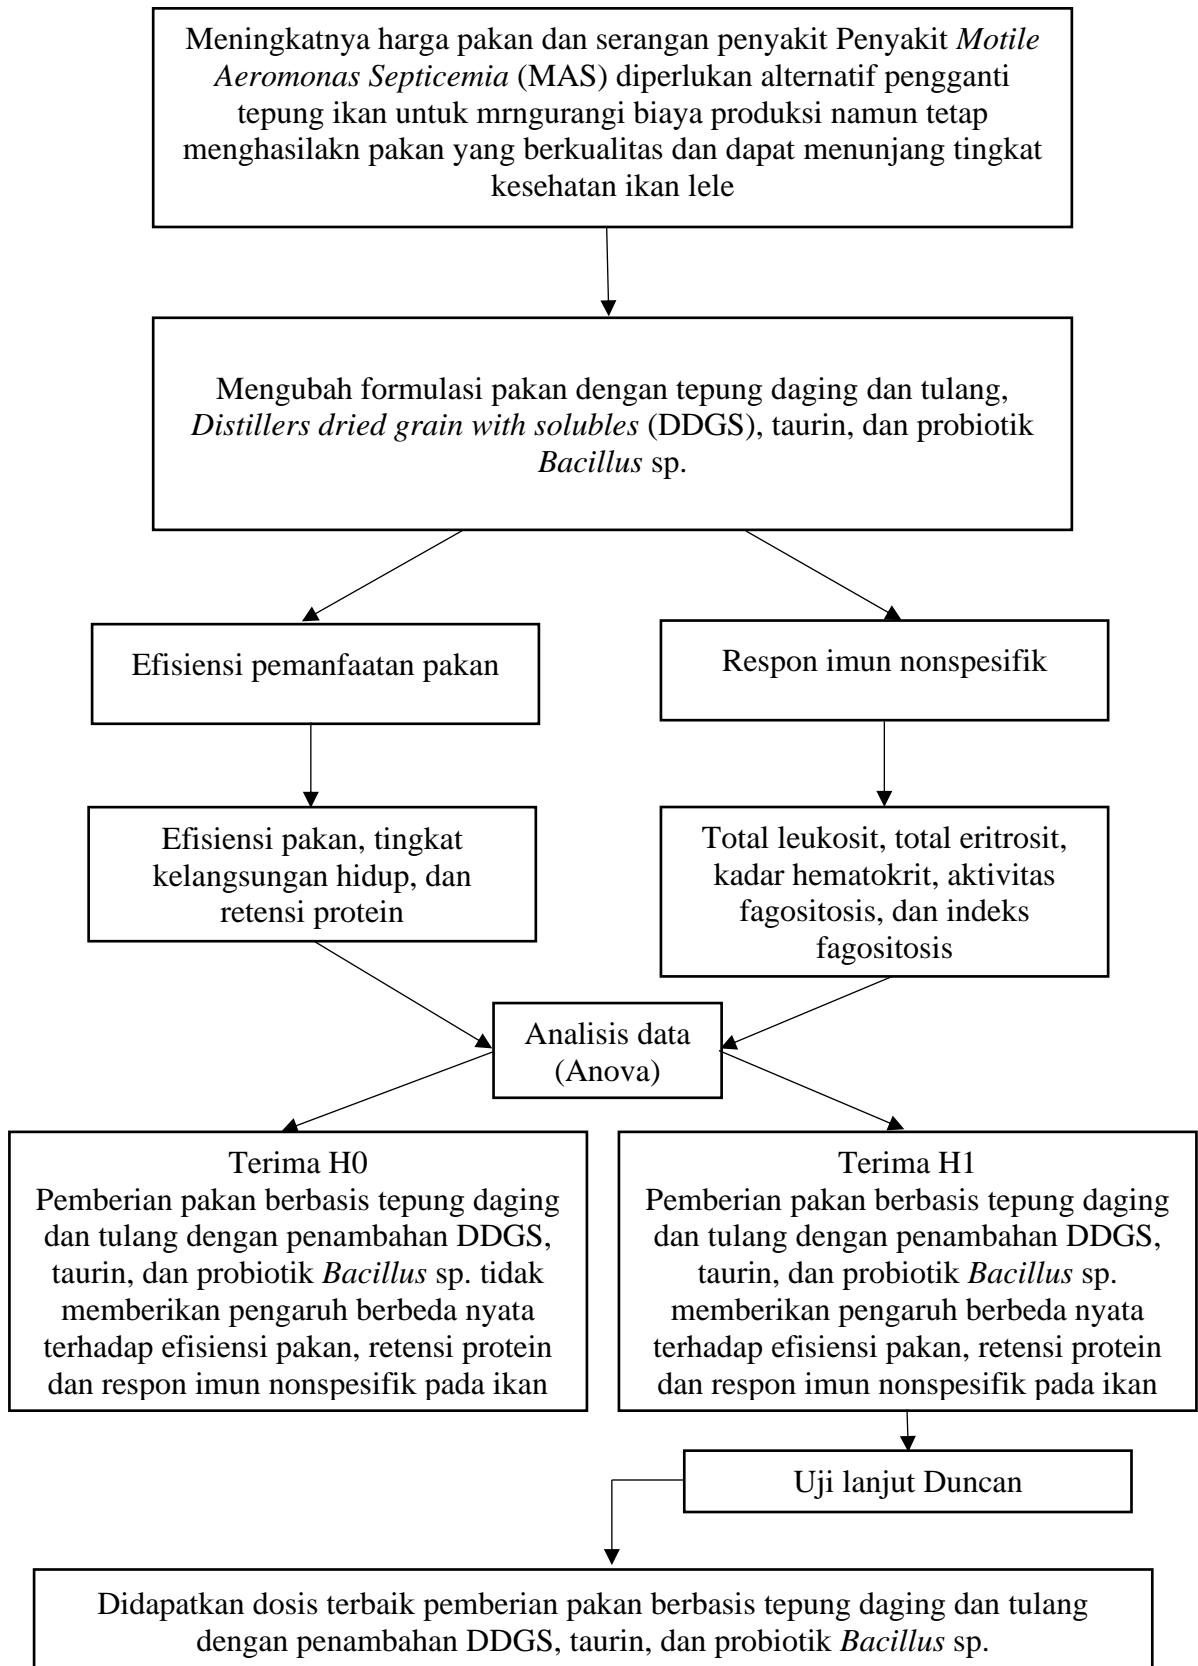 Meningkatnya harga pakan dan serangan penyakit Penyakit Motile
Aeromonas Septicemia (MAS) diperlukan alternatif pengganti
tepung ikan untuk mrngurangi biaya produksi namun tetap
menghasilakn pakan yang berkualitas dan dapat menunjang tingkat
kesehatan ikan lele
Mengubah formulasi pakan dengan tepung daging dan tulang,
Distillers dried grain with solubles (DDGS), taurin, dan probiotik
Bacillus sp.
Efisiensi pemanfaatan pakan
Respon imun nonspesifik
Efisiensi pakan, tingkat
kelangsungan hidup, dan
retensi protein
Total leukosit, total eritrosit,
kadar hematokrit, aktivitas
fagositosis, dan indeks
fagositosis
Analisis data
(Anova)
Terima H0
Pemberian pakan berbasis tepung daging
dan tulang dengan penambahan DDGS,
taurin, dan probiotik Bacillus sp. tidak
memberikan pengaruh berbeda nyata
terhadap efisiensi pakan, retensi protein
dan respon imun nonspesifik pada ikan
Terima H1
Pemberian pakan berbasis tepung daging
dan tulang dengan penambahan DDGS,
taurin, dan probiotik Bacillus sp.
memberikan pengaruh berbeda nyata
terhadap efisiensi pakan, retensi protein
dan respon imun nonspesifik pada ikan
Uji lanjut Duncan
Didapatkan dosis terbaik pemberian pakan berbasis tepung daging dan tulang
dengan penambahan DDGS, taurin, dan probiotik Bacillus sp.